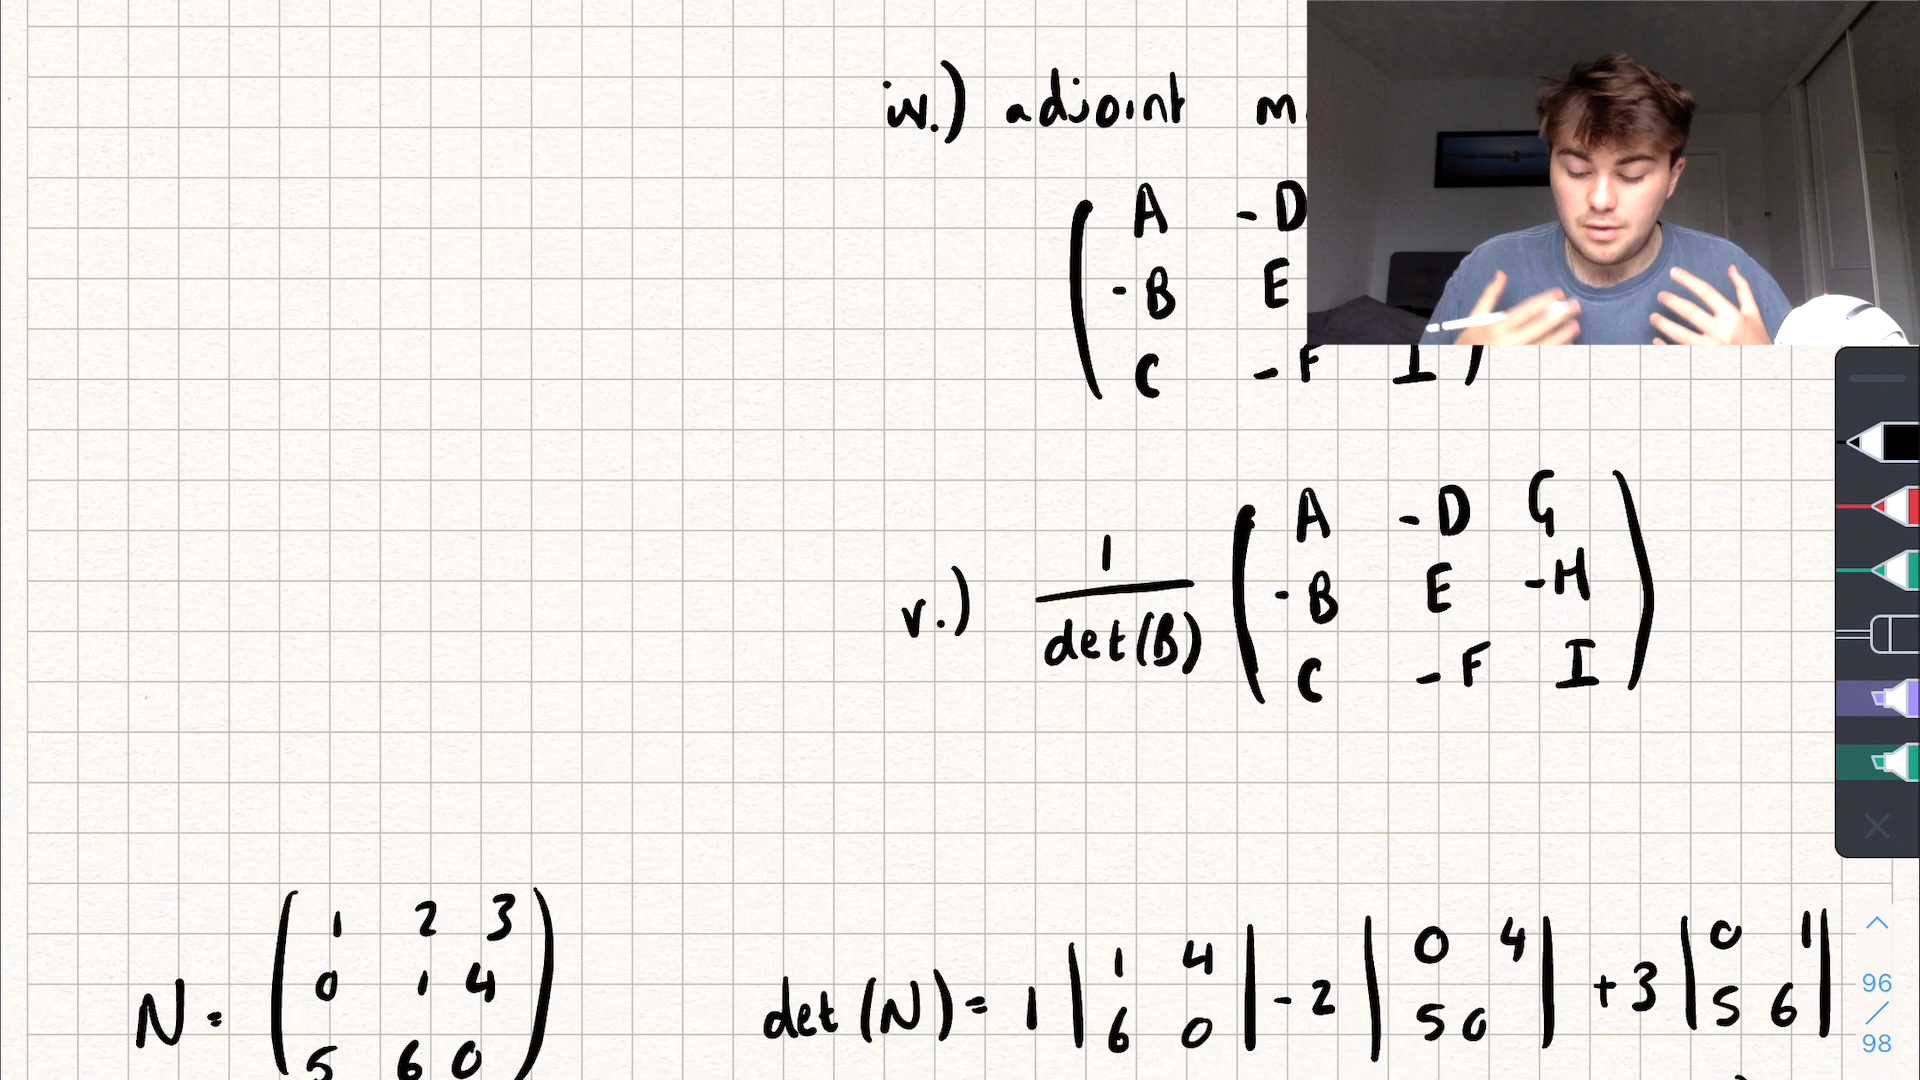 iv.) adjoint
A -D
-B E
C -F I
v.) 1
det(B)
A -D G
-B E -H
C -F I
N = 1 2 3
0 1 4
5 6 0
det(N) = 1 | 1 4 | - 2 | 0 4 | + 3 | 0 1 |
6 0 5 0 5 6
96
/
98